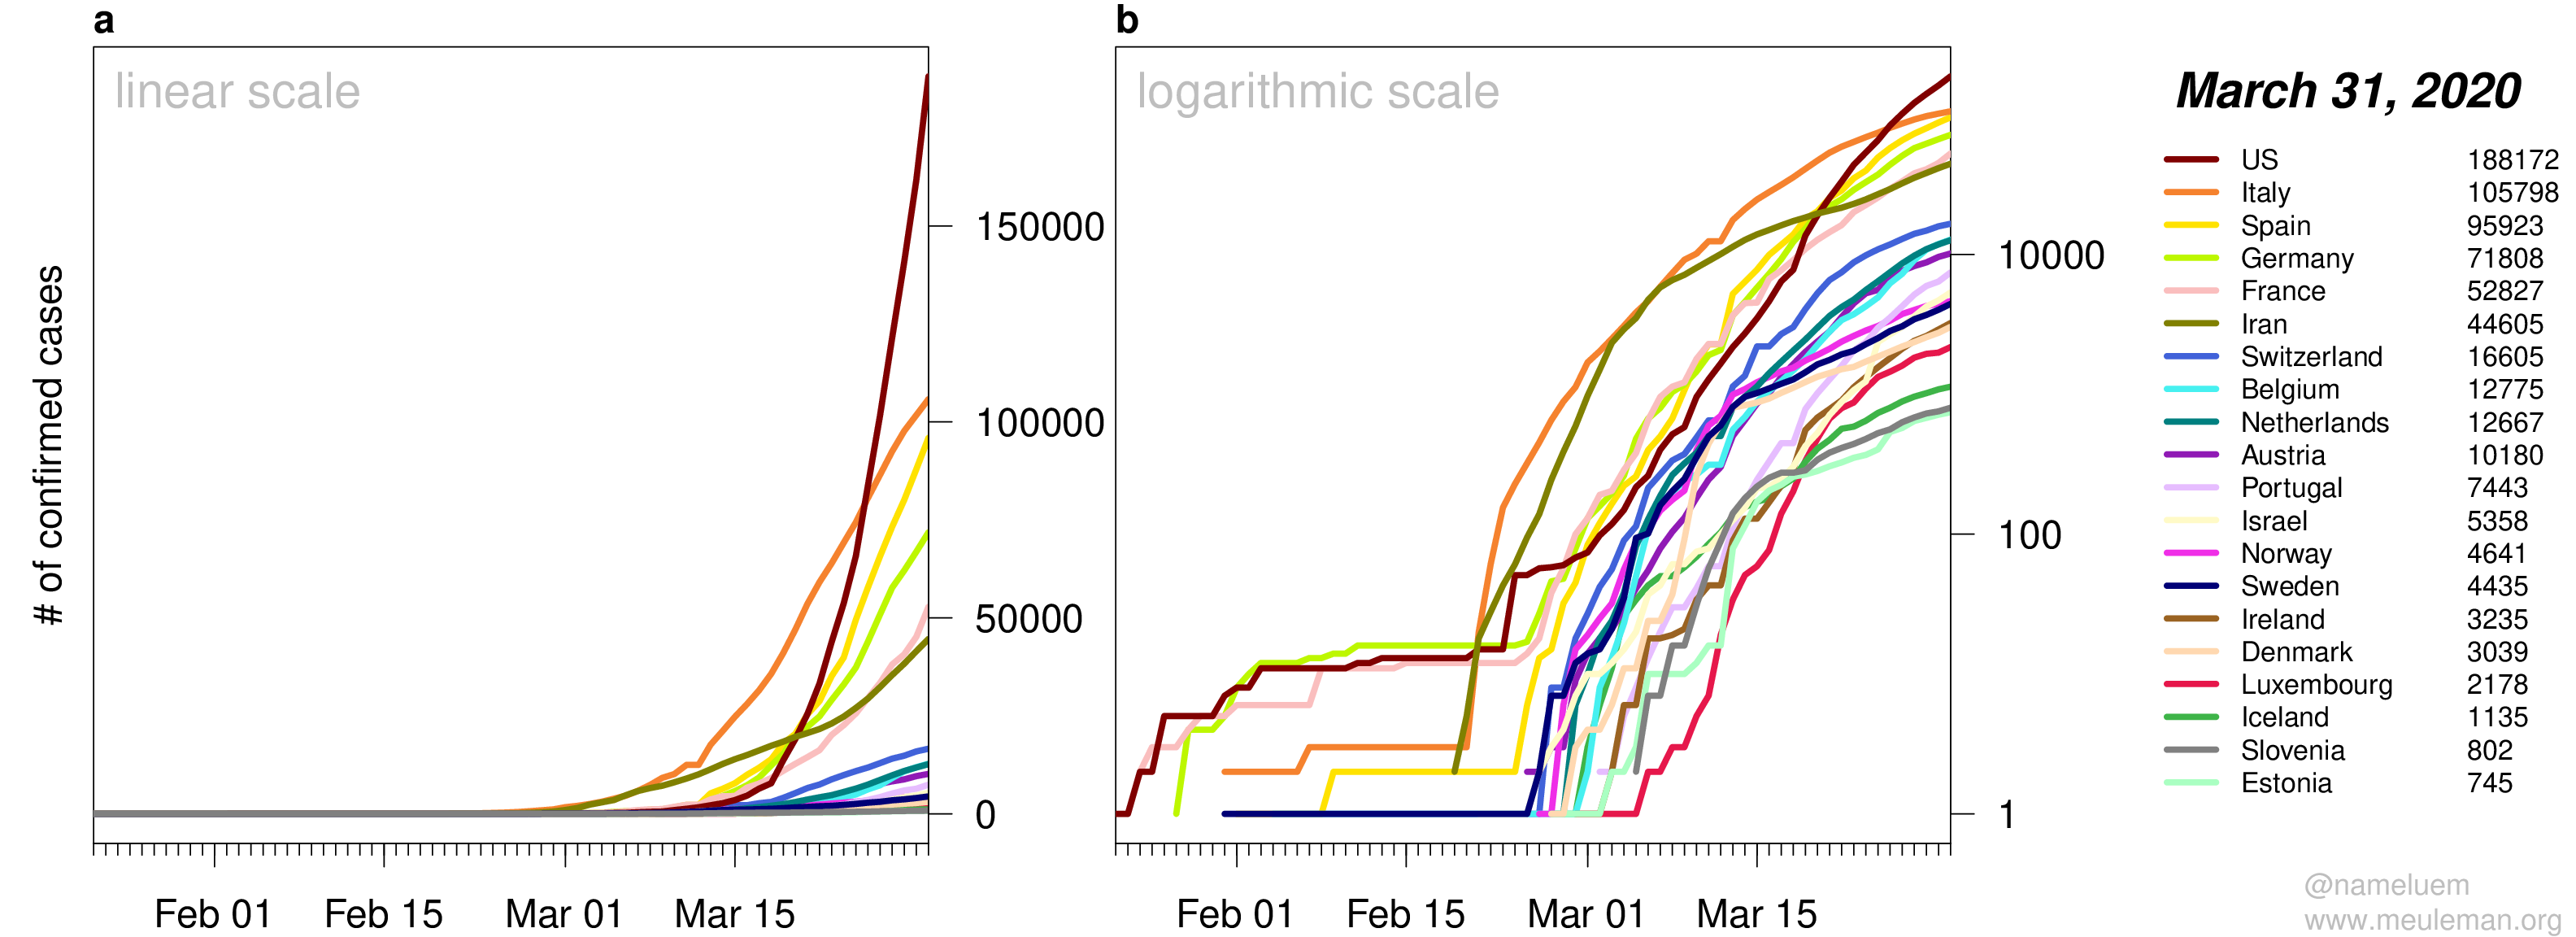 a
linear scale
# of confirmed cases
150000
100000
50000
0
Feb 01 Feb 15 Mar 01 Mar 15
b
logarithmic scale
10000
100
1
Feb 01 Feb 15 Mar 01 Mar 15
March 31, 2020
US 188172
Italy 105798
Spain 95923
Germany 71808
France 52827
Iran 44605
Switzerland 16605
Belgium 12775
Netherlands 12667
Austria 10180
Portugal 7443
Israel 5358
Norway 4641
Sweden 4435
Ireland 3235
Denmark 3039
Luxembourg 2178
Iceland 1135
Slovenia 802
Estonia 745
@nameluem
www.meuleman.org